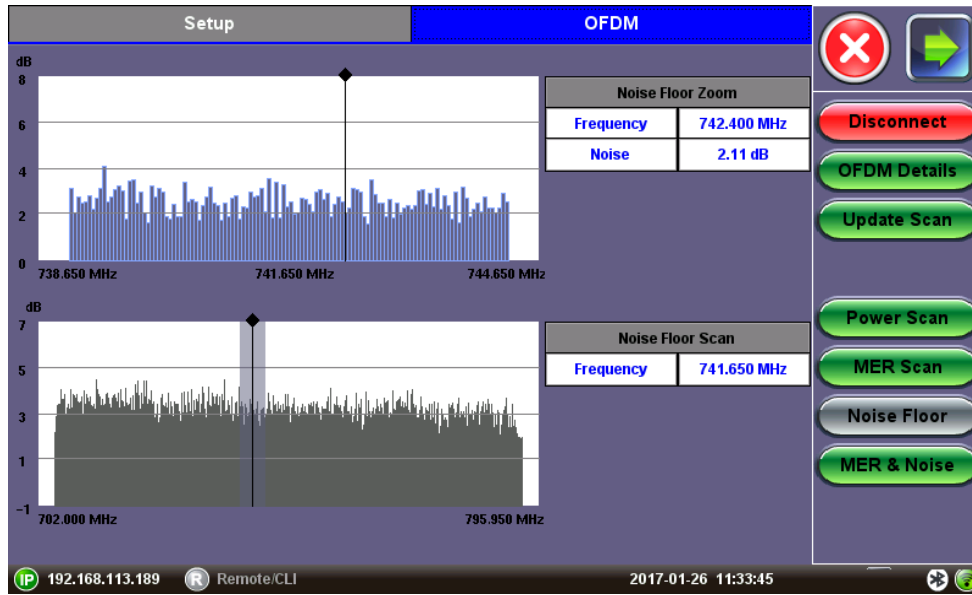 Setup
OFDM
dB
8
6
4
2
0
738.650 MHz
741.650 MHz
744.650 MHz
Noise Floor Zoom
Frequency 742.400 MHz
Noise 2.11 dB
dB
7
5
3
1
-1
702.000 MHz
795.950 MHz
Noise Floor Scan
Frequency 741.650 MHz
Disconnect
OFDM Details
Update Scan
Power Scan
MER Scan
Noise Floor
MER & Noise
IP 192.168.113.189
R Remote/CLI
2017-01-26 11:33:45